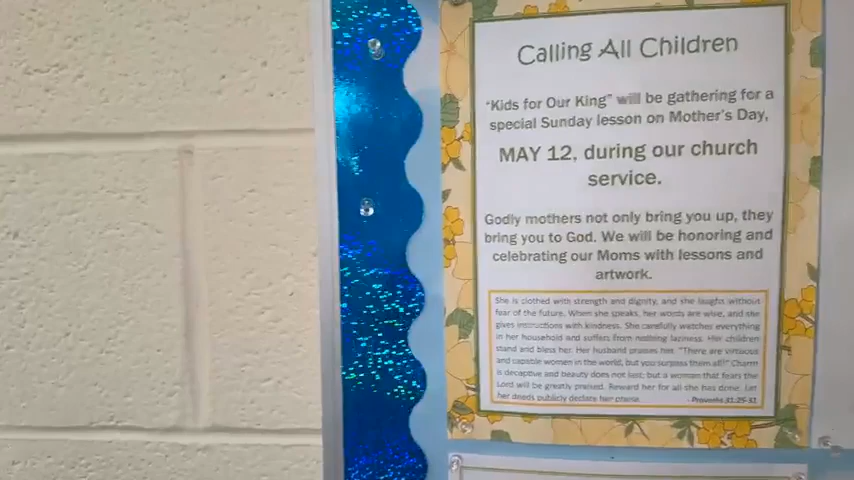 Calling All Children
"Kids for Our King" will be gathering for a
special Sunday lesson on Mother's Day,
MAY 12, during our Church
service.
Godly mothers not only bring you up, they
bring you to God. We will be honoring and
celebrating our Moms with lessons and
artwork.
She is clothed with strength and dignity, and she laughs without
fear of the future. When she speaks, her words are wise, and she
gives instructions with kindness. She carefully watches everything
in her household and suffers from nothing laziness. Her children
stand and bless her. Her husband praises her: "There are virtuous
and capable women in the world, but you surpass them all!" Charm
is deceptive, and beauty does not last; but a woman that fears the
Lord will be greatly praised. Reward her for all she has done. Let
her deeds publicly declare her praise. - Proverbs 31:25-31